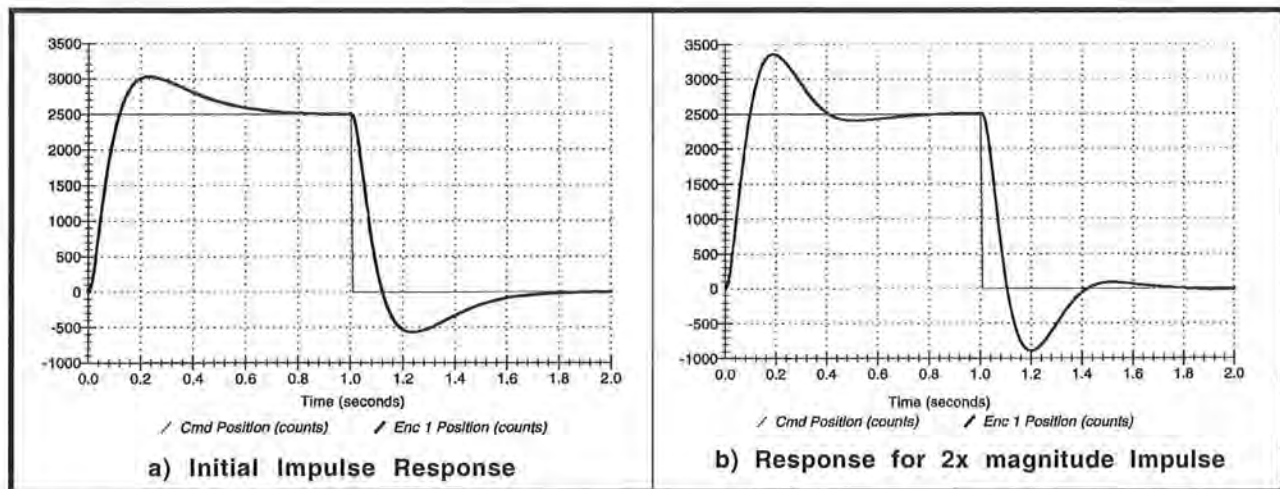 3500
3000
2500
2000
1500
1000
500
0
-500
-1000
0.0 0.2 0.4 0.6 0.8 1.0 1.2 1.4 1.6 1.8 2.0
Time (seconds)
Cmd Position (counts) Enc 1 Position (counts)
a) Initial Impulse Response
3500
3000
2500
2000
1500
1000
500
0
-500
-1000
0.0 0.2 0.4 0.6 0.8 1.0 1.2 1.4 1.6 1.8 2.0
Time (seconds)
Cmd Position (counts) Enc 1 Position (counts)
b) Response for 2x magnitude Impulse